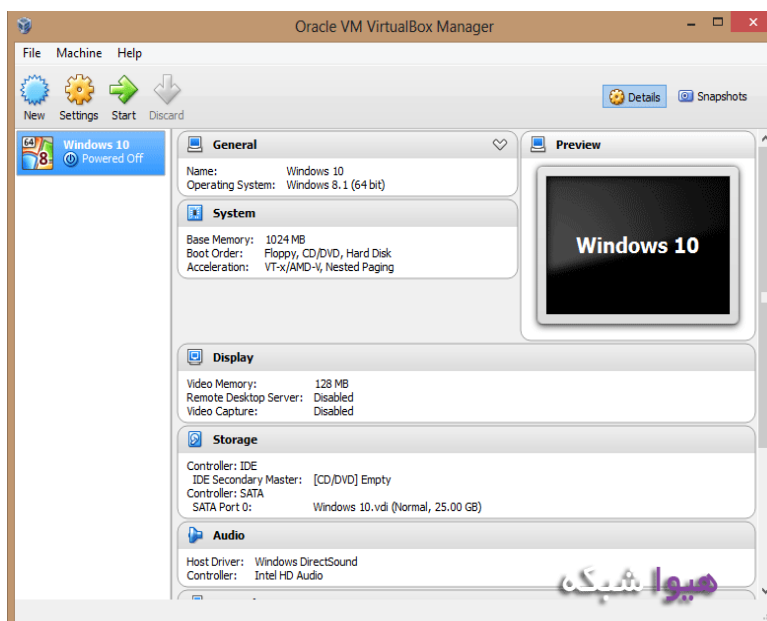 Oracle VM VirtualBox Manager
File Machine Help
New Settings Start Discard
Details Snapshots
64
8
Windows 10
Powered Off
General
Name: Windows 10
Operating System: Windows 8.1 (64 bit)
System
Base Memory: 1024 MB
Boot Order: Floppy, CD/DVD, Hard Disk
Acceleration: VT-x/AMD-V, Nested Paging
Preview
Windows 10
Display
Video Memory: 128 MB
Remote Desktop Server: Disabled
Video Capture: Disabled
Storage
Controller: IDE
IDE Secondary Master: [CD/DVD] Empty
Controller: SATA
SATA Port 0: Windows 10.vdi (Normal, 25.00 GB)
Audio
Host Driver: Windows DirectSound
Controller: Intel HD Audio
هیوا شبکه